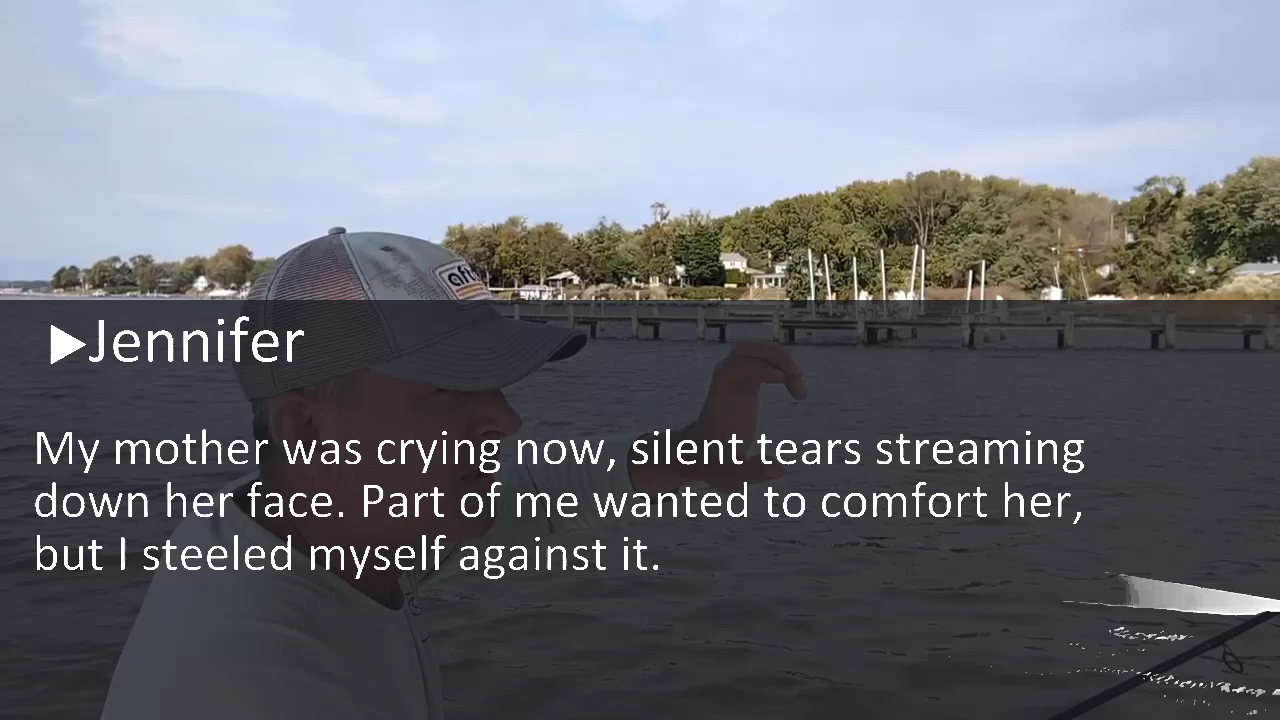 ▶Jennifer
My mother was crying now, silent tears streaming
down her face. Part of me wanted to comfort her,
but I steeled myself against it.